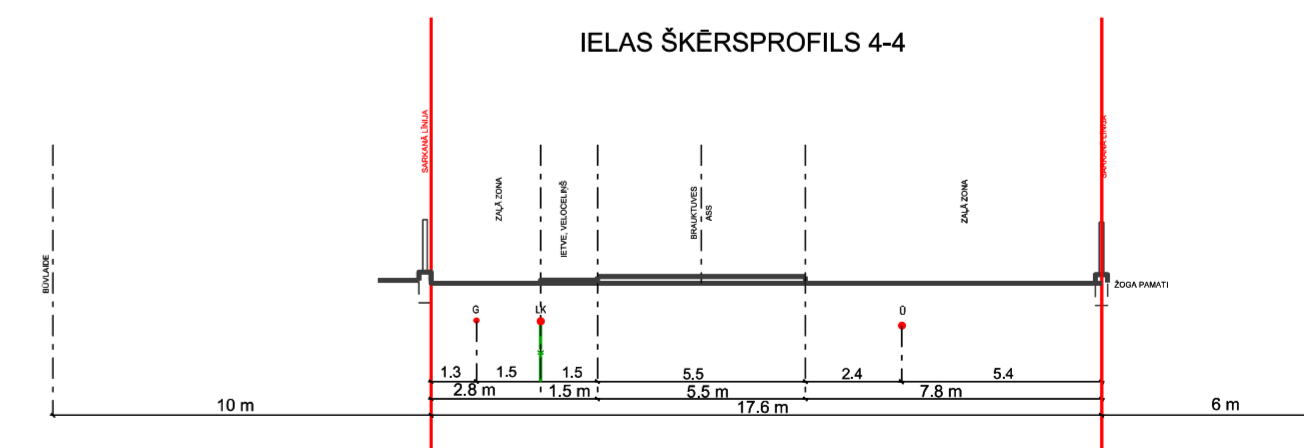 IELAS ŠKĒRSPROFILS 4-4
SARKANĀ LĪNIJA
SARKANĀ LĪNIJA
BŪVLAIDE
ZAĻĀ ZONA
IETVE, VELOCELIŅŠ
BRAUKTUVES
ASS
ZAĻĀ ZONA
ŽOGA PAMATI
G
LK
Ū
1.3
1.5
1.5
5.5
2.4
5.4
2.8 m
1.5 m
5.5 m
7.8 m
10 m
17.6 m
6 m